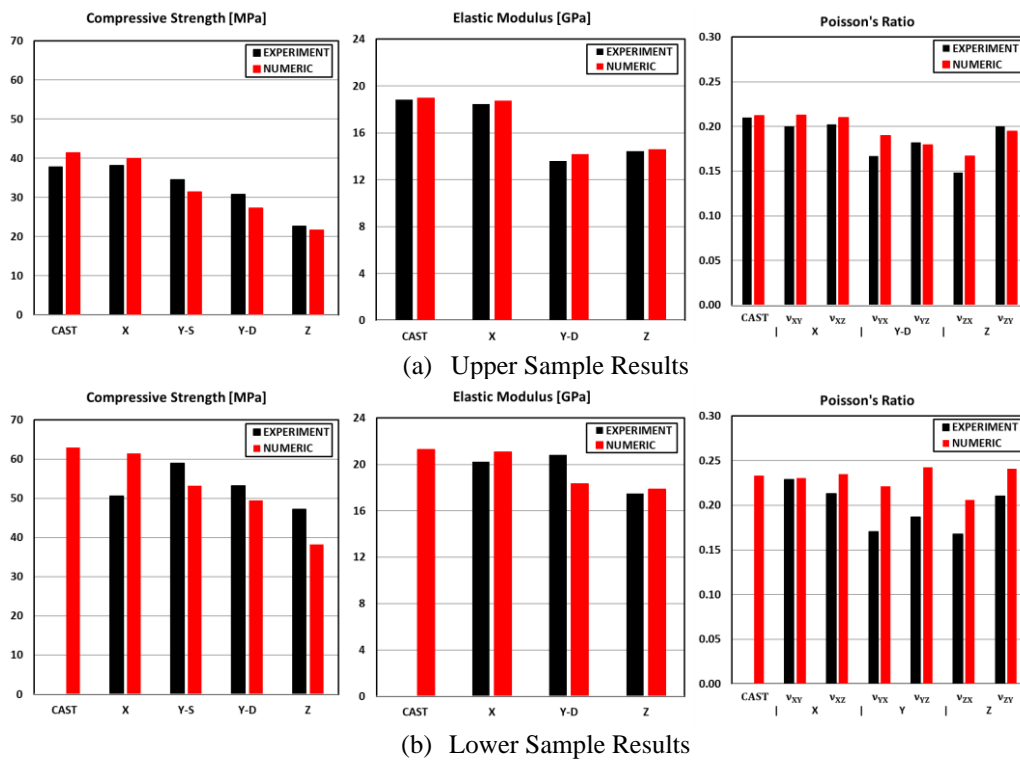 Compressive Strength [MPa]
70
60
50
40
30
20
10
0
EXPERIMENT
NUMERIC
CAST X Y-S Y-D Z
Elastic Modulus [GPa]
24
20
16
12
8
4
0
EXPERIMENT
NUMERIC
CAST X Y-D Z
Poisson's Ratio
0.30
0.25
0.20
0.15
0.10
0.05
0.00
EXPERIMENT
NUMERIC
CAST νXY νXZ νYX νYZ νZX νZY
| X | Y-D | Z
(a) Upper Sample Results
Compressive Strength [MPa]
70
60
50
40
30
20
10
0
EXPERIMENT
NUMERIC
CAST X Y-S Y-D Z
Elastic Modulus [GPa]
24
20
16
12
8
4
0
EXPERIMENT
NUMERIC
CAST X Y-D Z
Poisson's Ratio
0.30
0.25
0.20
0.15
0.10
0.05
0.00
EXPERIMENT
NUMERIC
CAST νXY νXZ νYX νYZ νZX νZY
| X | Y | Z
(b) Lower Sample Results